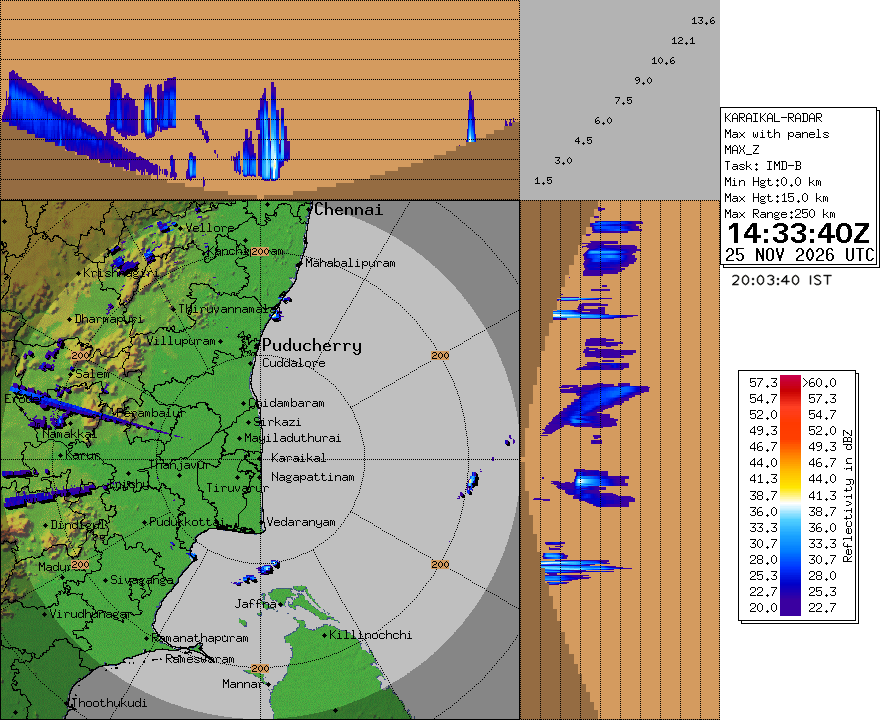 13.6
12.1
10.6
9.0
7.5
6.0
4.5
3.0
1.5
KARAIKAL-RADAR
Max with panels
MAX_Z
Task: IMD-B
Min Hgt:0.0 km
Max Hgt:15.0 km
Max Range:250 km
14:33:40Z
25 NOV 2026 UTC
20:03:40 IST
Chennai
Vellore
200
Mahabalipuram
Krishnagiri
Thiruvannamalai
Dharmapuri
Villupuram
Puducherry
200
200
Cuddalore
Salem
Chidambaram
Perambalur
Sirkazi
Namakkal
Mayiladuthurai
Karur
Karaikal
Thanjavur
Nagapattinam
Tiruvarur
Dindigul
Pudukkottai
Vedaranyam
200
200
Madurai
Sivaganga
Jaffna
Virudhunagar
Ramanathapuram
Killinochchi
Rameswaram
200
Mannar
Thoothukudi
57.3 >60.0
54.7 57.3
52.0 54.7
49.3 52.0
46.7 49.3
44.0 46.7
41.3 44.0
38.7 41.3
36.0 38.7
33.3 36.0
30.7 33.3
28.0 30.7
25.3 28.0
22.7 25.3
20.0 22.7
Reflectivity in dBZ